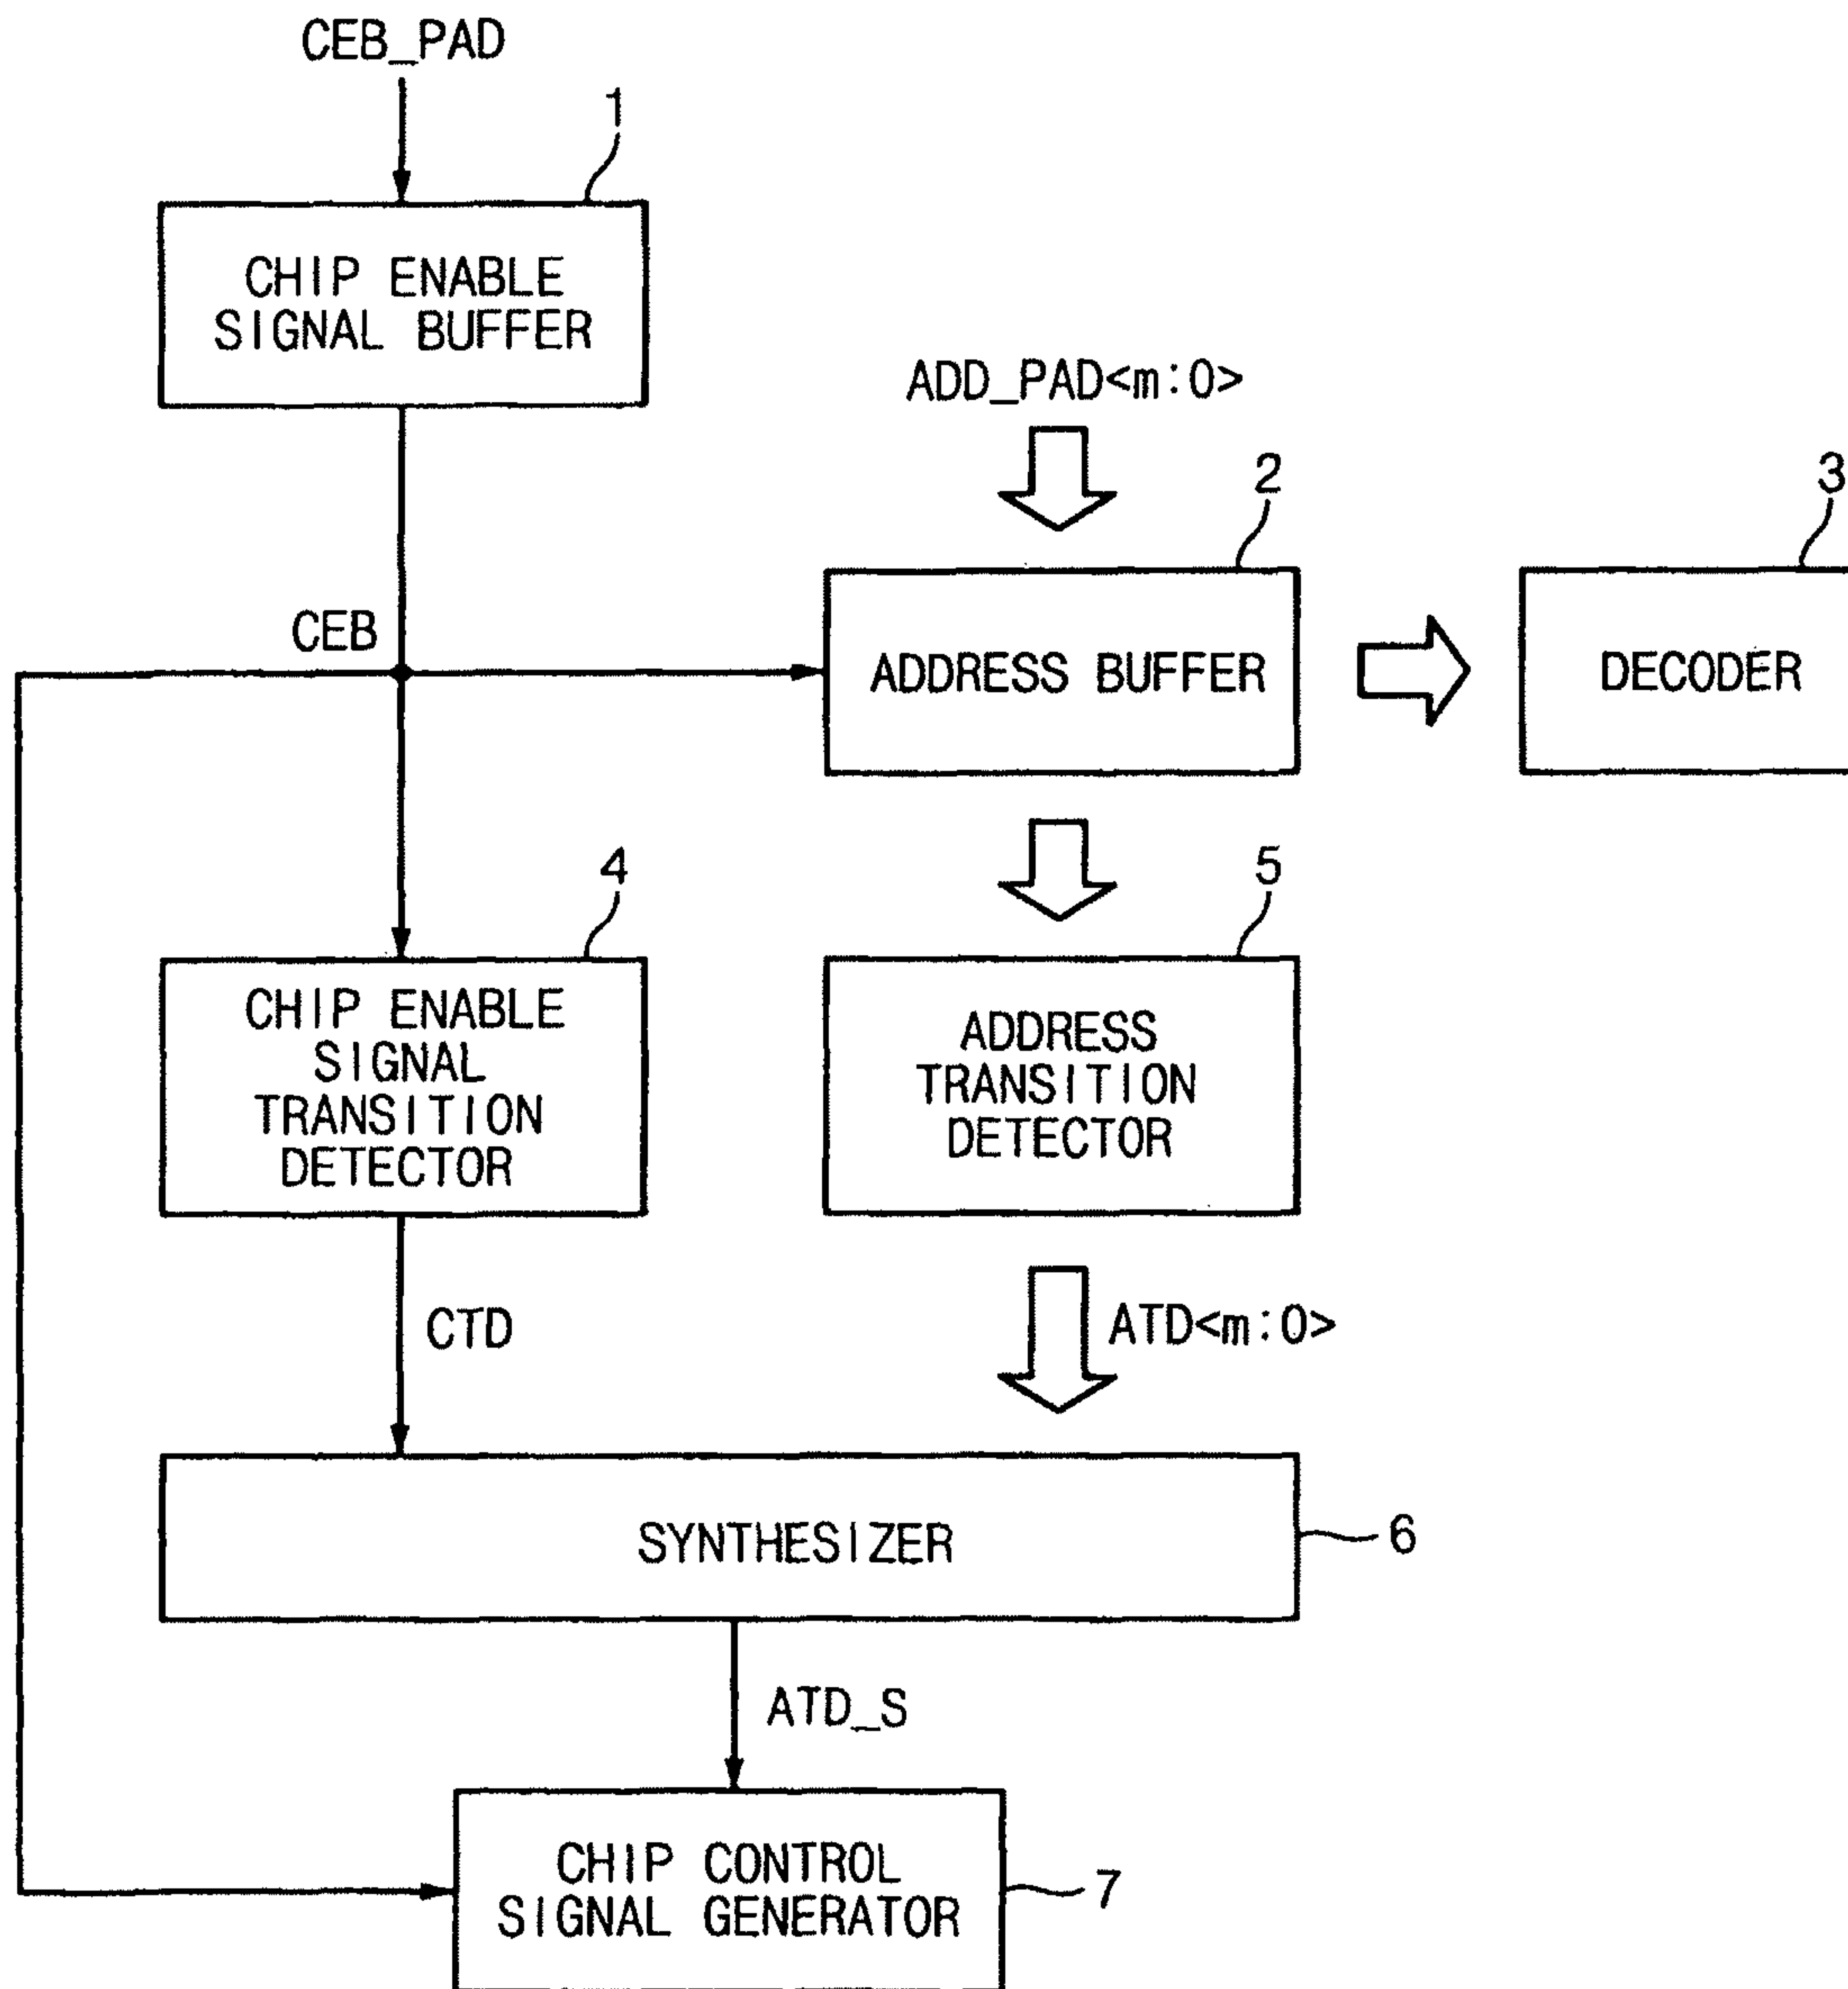 CEB_PAD
1
CHIP ENABLE
SIGNAL BUFFER
ADD_PAD<m:0>
2
3
CEB
ADDRESS BUFFER
DECODER
4
5
CHIP ENABLE
SIGNAL
TRANSITION
DETECTOR
ADDRESS
TRANSITION
DETECTOR
CTD
ATD<m:0>
SYNTHESIZER
6
ATD_S
CHIP CONTROL
SIGNAL GENERATOR
7